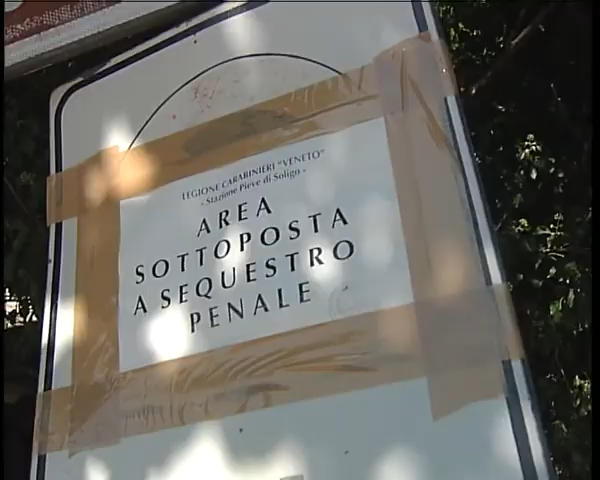 LEGIONE CARABINIERI "VENETO"
- Stazione Pieve di Soligo -
AREA
SOTTOPOSTA
A SEQUESTRO
PENALE